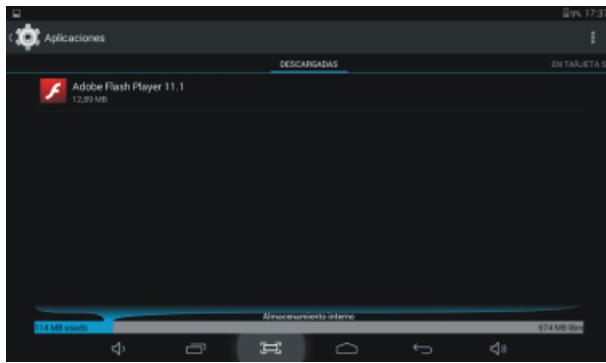 17:37
Aplicaciones
DESCARGADAS
EN TARJETA S
Adobe Flash Player 11.1
12,89 MB
Almacenamiento interno
114 MB usado
674 MB libre